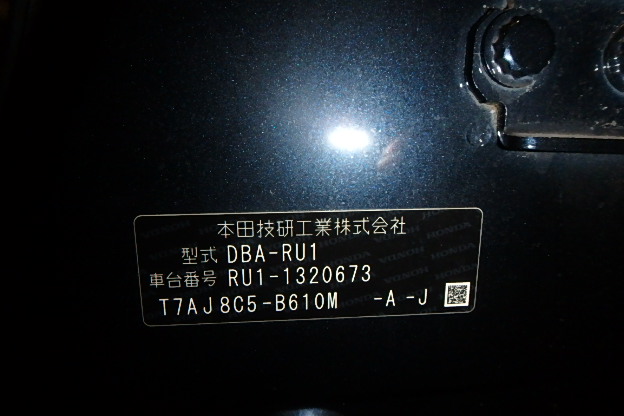 本田技研工業株式会社
型式 DBA-RU1
車台番号 RU1-1320673
T7AJ8C5-B610M -A-J